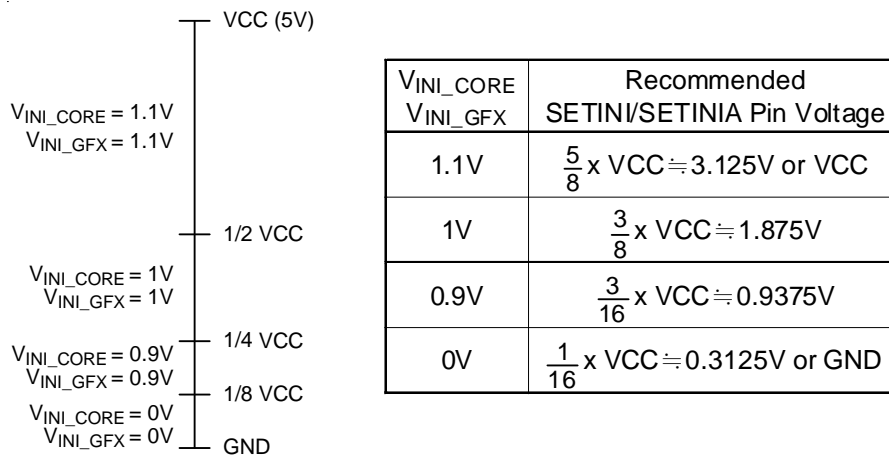 VCC (5V)
VINI_CORE = 1.1V
VINI_GFX = 1.1V
1/2 VCC
VINI_CORE = 1V
VINI_GFX = 1V
1/4 VCC
VINI_CORE = 0.9V
VINI_GFX = 0.9V
1/8 VCC
VINI_CORE = 0V
VINI_GFX = 0V
GND
VINI_CORE
VINI_GFX
Recommended
SETINI/SETINIA Pin Voltage
1.1V
5/8 x VCC≒3.125V or VCC
1V
3/8 x VCC≒1.875V
0.9V
3/16 x VCC≒0.9375V
0V
1/16 x VCC≒0.3125V or GND